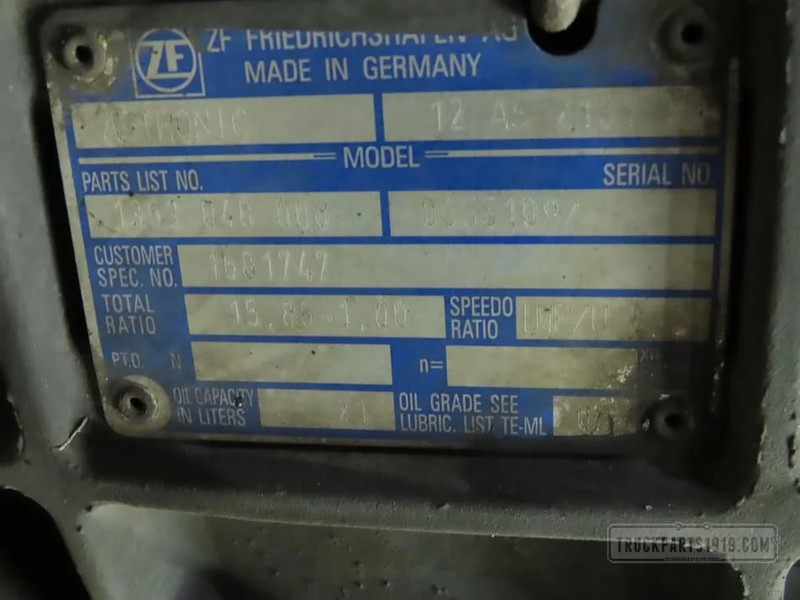 ZF
ZF FRIEDRICHSHAFEN AG
MADE IN GERMANY
12 AS
MODEL
PARTS LIST NO.
SERIAL NO
CUSTOMER
SPEC. NO.
1681747
TOTAL
RATIO
15.86-1.00
SPEEDO
RATIO
IMP/U
P.T.O. N
n=
OIL CAPACITY
IN LITERS
OIL GRADE SEE
LUBRIC. LIST TE-ML
TRUCKPARTS1919.COM